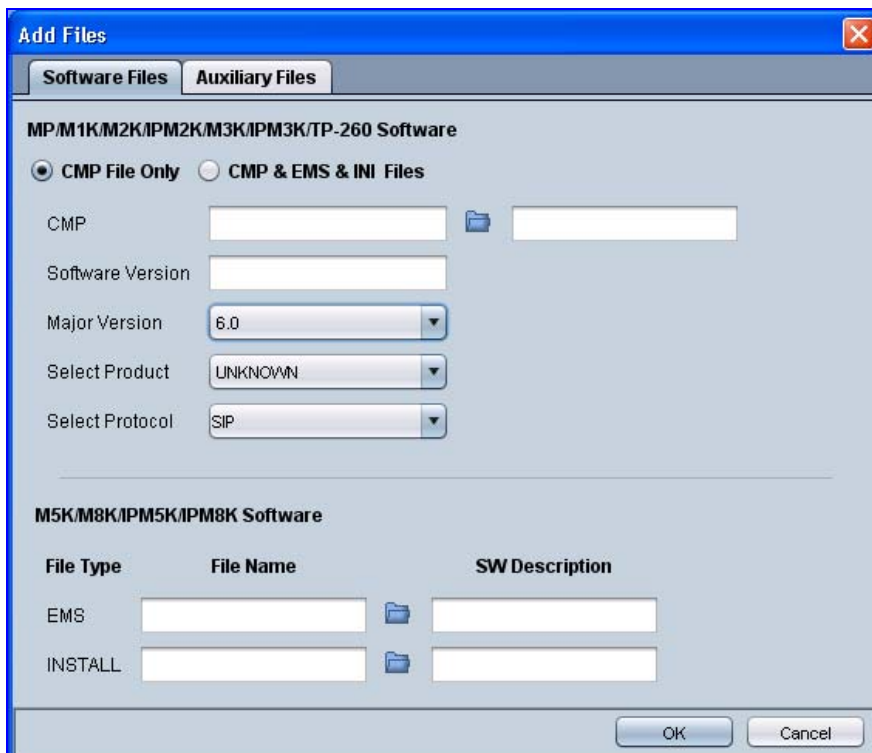 Add Files
Software Files Auxiliary Files
MP/M1K/M2K/IPM2K/M3K/IPM3K/TP-260 Software
CMP File Only CMP & EMS & INI Files
CMP
Software Version
Major Version 6.0
Select Product UNKNOWN
Select Protocol SIP
M5K/M8K/IPM5K/IPM8K Software
File Type File Name SW Description
EMS
INSTALL
OK Cancel